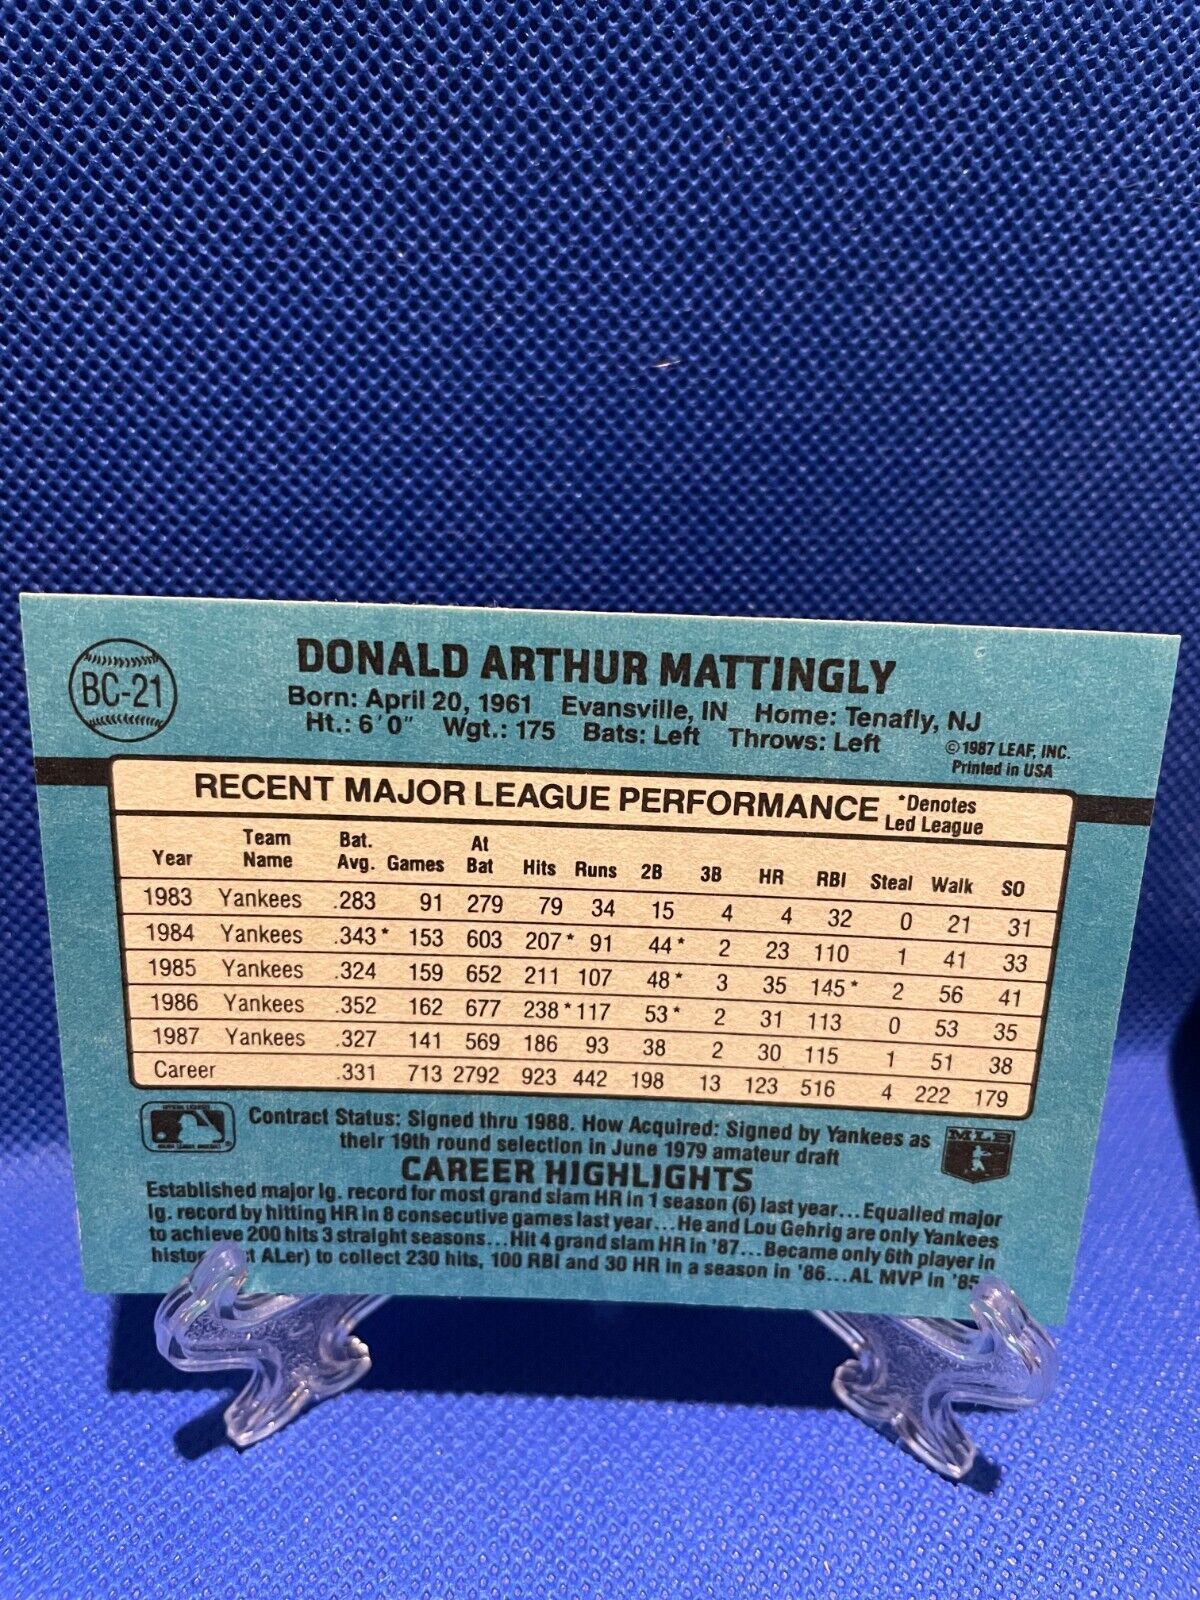 BC-21
DONALD ARTHUR MATTINGLY
Born: April 20, 1961 Evansville, IN Home: Tenafly, NJ
Ht.: 6'0" Wgt.: 175 Bats: Left Throws: Left
© 1987 LEAF, INC.
Printed in USA
RECENT MAJOR LEAGUE PERFORMANCE *Denotes
Led League
Year Team Name Bat. Avg. Games At Bat Hits Runs 2B 3B HR RBI Steal Walk SO
1983 Yankees .283 91 279 79 34 15 4 4 32 0 21 31
1984 Yankees .343* 153 603 207* 91 44* 2 23 110 1 41 33
1985 Yankees .324 159 652 211 107 48* 3 35 145* 2 56 41
1986 Yankees .352 162 677 238* 117 53* 2 31 113 0 53 35
1987 Yankees .327 141 569 186 93 38 2 30 115 1 51 38
Career .331 713 2792 923 442 198 13 123 516 4 222 179
Contract Status: Signed thru 1988. How Acquired: Signed by Yankees as
their 19th round selection in June 1979 amateur draft
MLB
CAREER HIGHLIGHTS
Established major lg. record for most grand slam HR in 1 season (6) last year...Equalled major
lg. record by hitting HR in 8 consecutive games last year...He and Lou Gehrig are only Yankees
to achieve 200 hits 3 straight seasons...Hit 4 grand slam HR in '87...Became only 6th player in
ALer) to collect 230 hits, 100 RBI and 30 HR in a season in '86...AL MVP in '85.